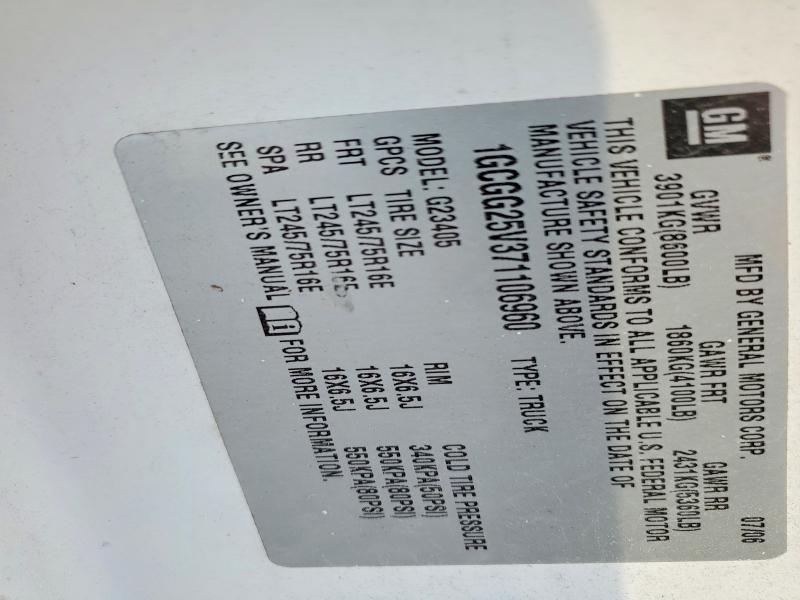 GM
MFD BY GENERAL MOTORS CORP. 07/06
GVWR GAWR FRT GAWR RR
3901KG(8600LB) 1860KG(4100LB) 2431KG(5360LB)
THIS VEHICLE CONFORMS TO ALL APPLICABLE U.S. FEDERAL MOTOR
VEHICLE SAFETY STANDARDS IN EFFECT ON THE DATE OF
MANUFACTURE SHOWN ABOVE.
1GCGG25V371106960 TYPE: TRUCK
MODEL: G23405
GPCS TIRE SIZE RIM COLD TIRE PRESSURE
FRT LT245/75R16E 16X6.5J 340KPA(50PSI)
RR LT245/75R16E 16X6.5J 550KPA(80PSI)
SPA LT245/75R16E 16X6.5J 550KPA(80PSI)
SEE OWNER'S MANUAL FOR MORE INFORMATION.